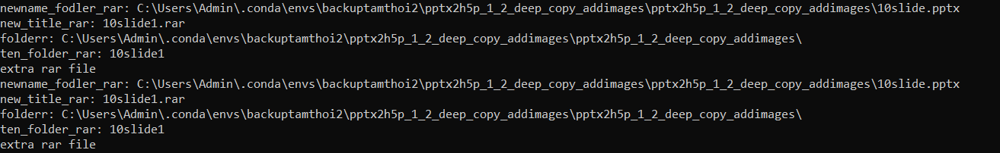 newname_fodler_rar: C:\Users\Admin\.conda\envs\backuptamthoi2\pptx2h5p_1_2_deep_copy_addimages\pptx2h5p_1_2_deep_copy_addimages\10slide.pptx
new_title_rar: 10slide1.rar
folderr: C:\Users\Admin\.conda\envs\backuptamthoi2\pptx2h5p_1_2_deep_copy_addimages\pptx2h5p_1_2_deep_copy_addimages\
ten_folder_rar: 10slide1
extra rar file
newname_fodler_rar: C:\Users\Admin\.conda\envs\backuptamthoi2\pptx2h5p_1_2_deep_copy_addimages\pptx2h5p_1_2_deep_copy_addimages\10slide.pptx
new_title_rar: 10slide1.rar
folderr: C:\Users\Admin\.conda\envs\backuptamthoi2\pptx2h5p_1_2_deep_copy_addimages\pptx2h5p_1_2_deep_copy_addimages\
ten_folder_rar: 10slide1
extra rar file